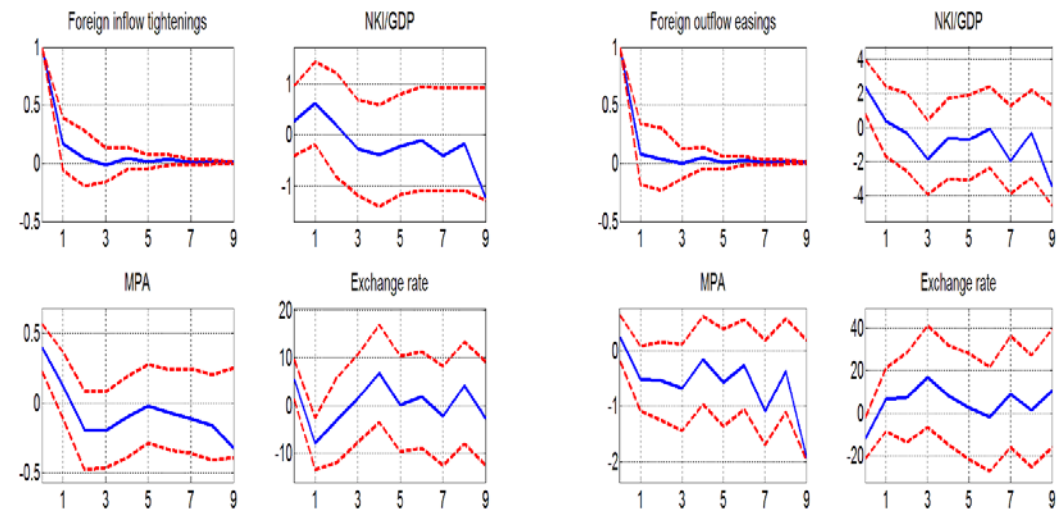 Foreign inflow tightenings
1
0.5
0
-0.5
1 3 5 7 9
NKI/GDP
1
0
-1
1 3 5 7 9
Foreign outflow easings
1
0.5
0
-0.5
1 3 5 7 9
NKI/GDP
4
2
0
-2
-4
1 3 5 7 9
MPA
0.5
0
-0.5
1 3 5 7 9
Exchange rate
20
10
0
-10
1 3 5 7 9
MPA
0
-1
-2
1 3 5 7 9
Exchange rate
40
20
0
-20
1 3 5 7 9